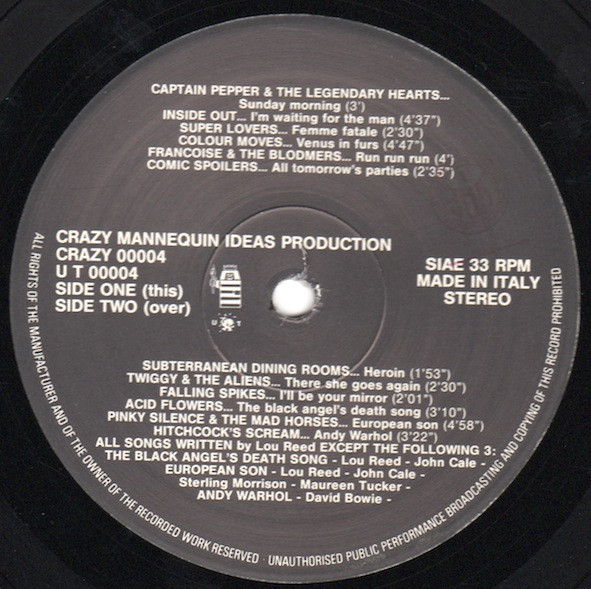 CAPTAIN PEPPER & THE LEGENDARY HEARTS...
Sunday morning (3')
INSIDE OUT... I'm waiting for the man (4'37")
SUPER LOVERS... Femme fatale (2'30")
COLOUR MOVES... Venus in furs (4'47")
FRANCOISE & THE BLODMERS... Run run run (4')
COMIC SPOILERS... All tomorrow's parties (2'35")
CRAZY MANNEQUIN IDEAS PRODUCTION
CRAZY 00004
U T 00004
SIDE ONE (this)
SIDE TWO (over)
U T
SIAE 33 RPM
MADE IN ITALY
STEREO
SUBTERRANEAN DINING ROOMS... Heroin (1'53")
TWIGGY & THE ALIENS... There she goes again (2'30")
FALLING SPIKES... I'll be your mirror (2'01")
ACID FLOWERS... The black angel's death song (3'10")
PINKY SILENCE & THE MAD HORSES... European son (4'58")
HITCHCOCK'S SCREAM... Andy Warhol (3'22")
ALL SONGS WRITTEN by Lou Reed EXCEPT THE FOLLOWING 3:
THE BLACK ANGEL'S DEATH SONG - Lou Reed - John Cale -
EUROPEAN SON - Lou Reed - John Cale -
Sterling Morrison - Maureen Tucker -
ANDY WARHOL - David Bowie -
ALL RIGHTS OF THE MANUFACTURER AND OF THE OWNER OF THE RECORDED WORK RESERVED · UNAUTHORISED PUBLIC PERFORMANCE BROADCASTING AND COPYING OF THIS RECORD PROHIBITED